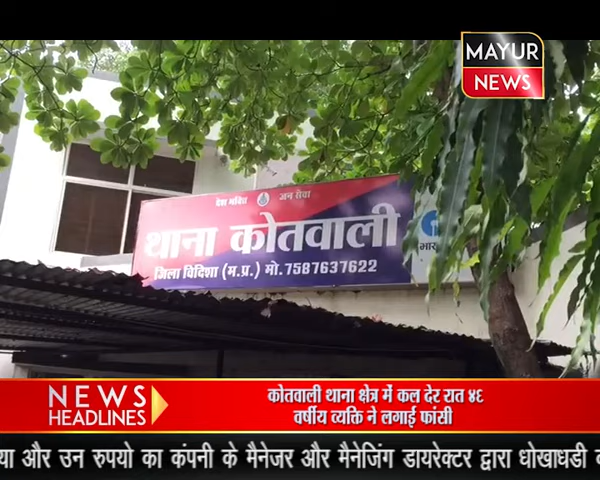 MAYUR
NEWS
देश भक्ति जन सेवा
थाना कोतवाली
जिला विदिशा (म.प्र.) मो.7587637622
भार
NEWS
HEADLINES
कोतवाली थाना क्षेत्र में कल देर रात ४६
वर्षीय व्यक्ति ने लगाई फांसी
या और उन रुपयो का कंपनी के मैनेजर और मैनेजिंग डायरेक्टर द्वारा धोखाधडी